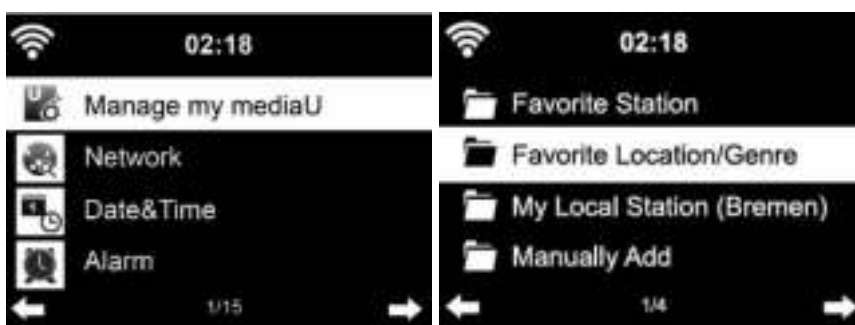 02:18
Manage my mediaU
Network
Date&Time
Alarm
1/15
02:18
Favorite Station
Favorite Location/Genre
My Local Station (Bremen)
Manually Add
1/4